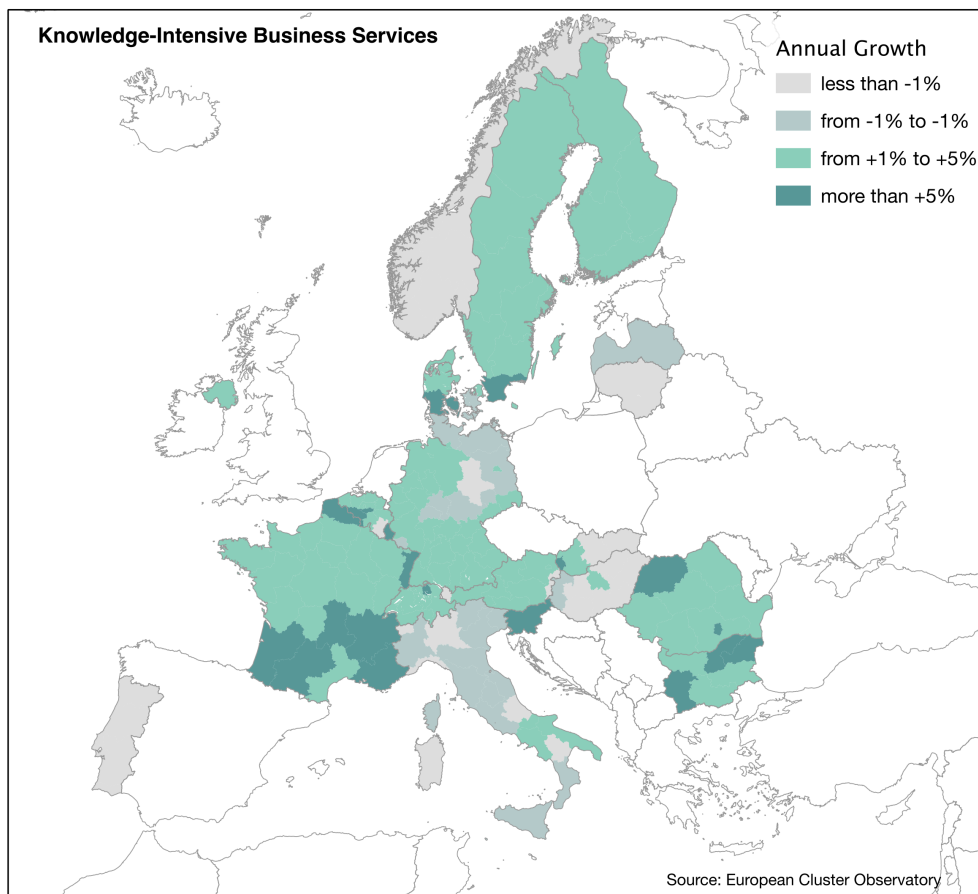 Knowledge-Intensive Business Services
Annual Growth
less than -1%
from -1% to -1%
from +1% to +5%
more than +5%
Source: European Cluster Observatory